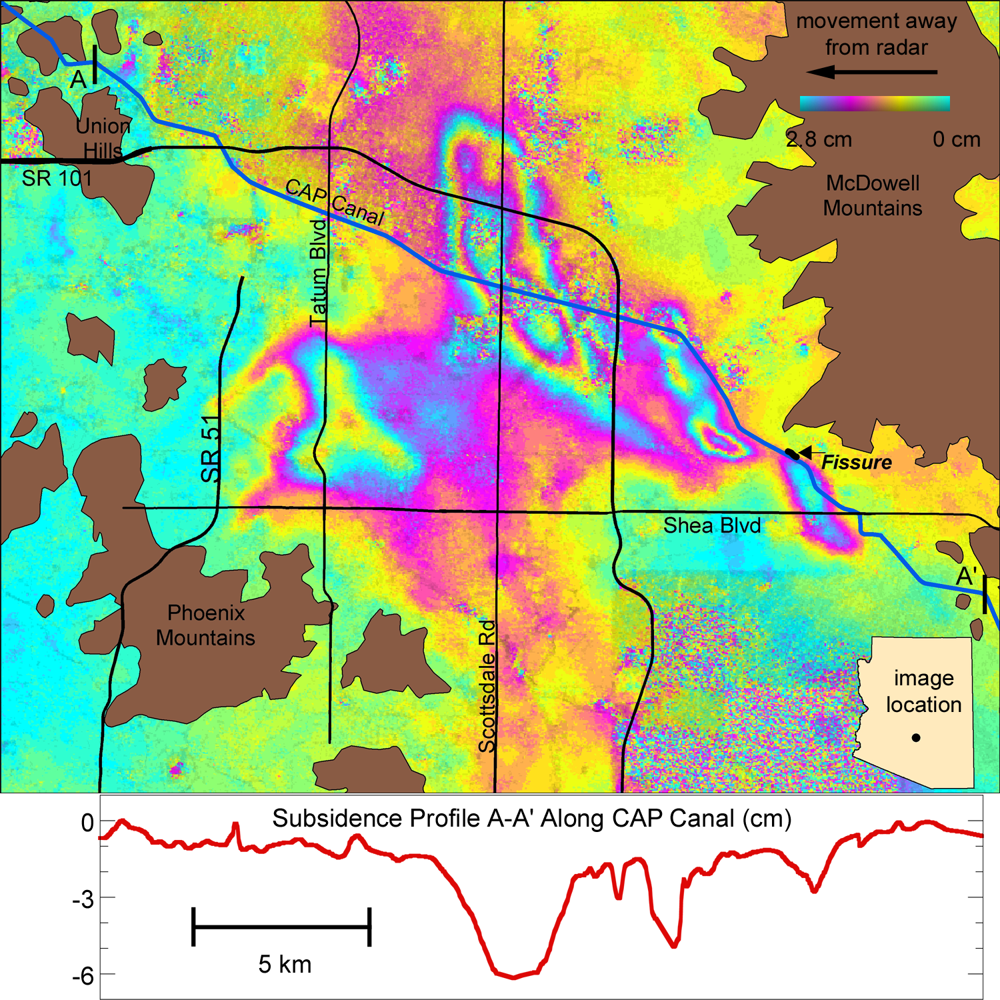 movement away
from radar
2.8 cm
0 cm
A
Union
Hills
SR 101
CAP Canal
McDowell
Mountains
Tatum Blvd
SR 51
Fissure
Shea Blvd
A'
Phoenix
Mountains
Scottsdale Rd
image
location
Subsidence Profile A-A' Along CAP Canal (cm)
0
-3
-6
5 km